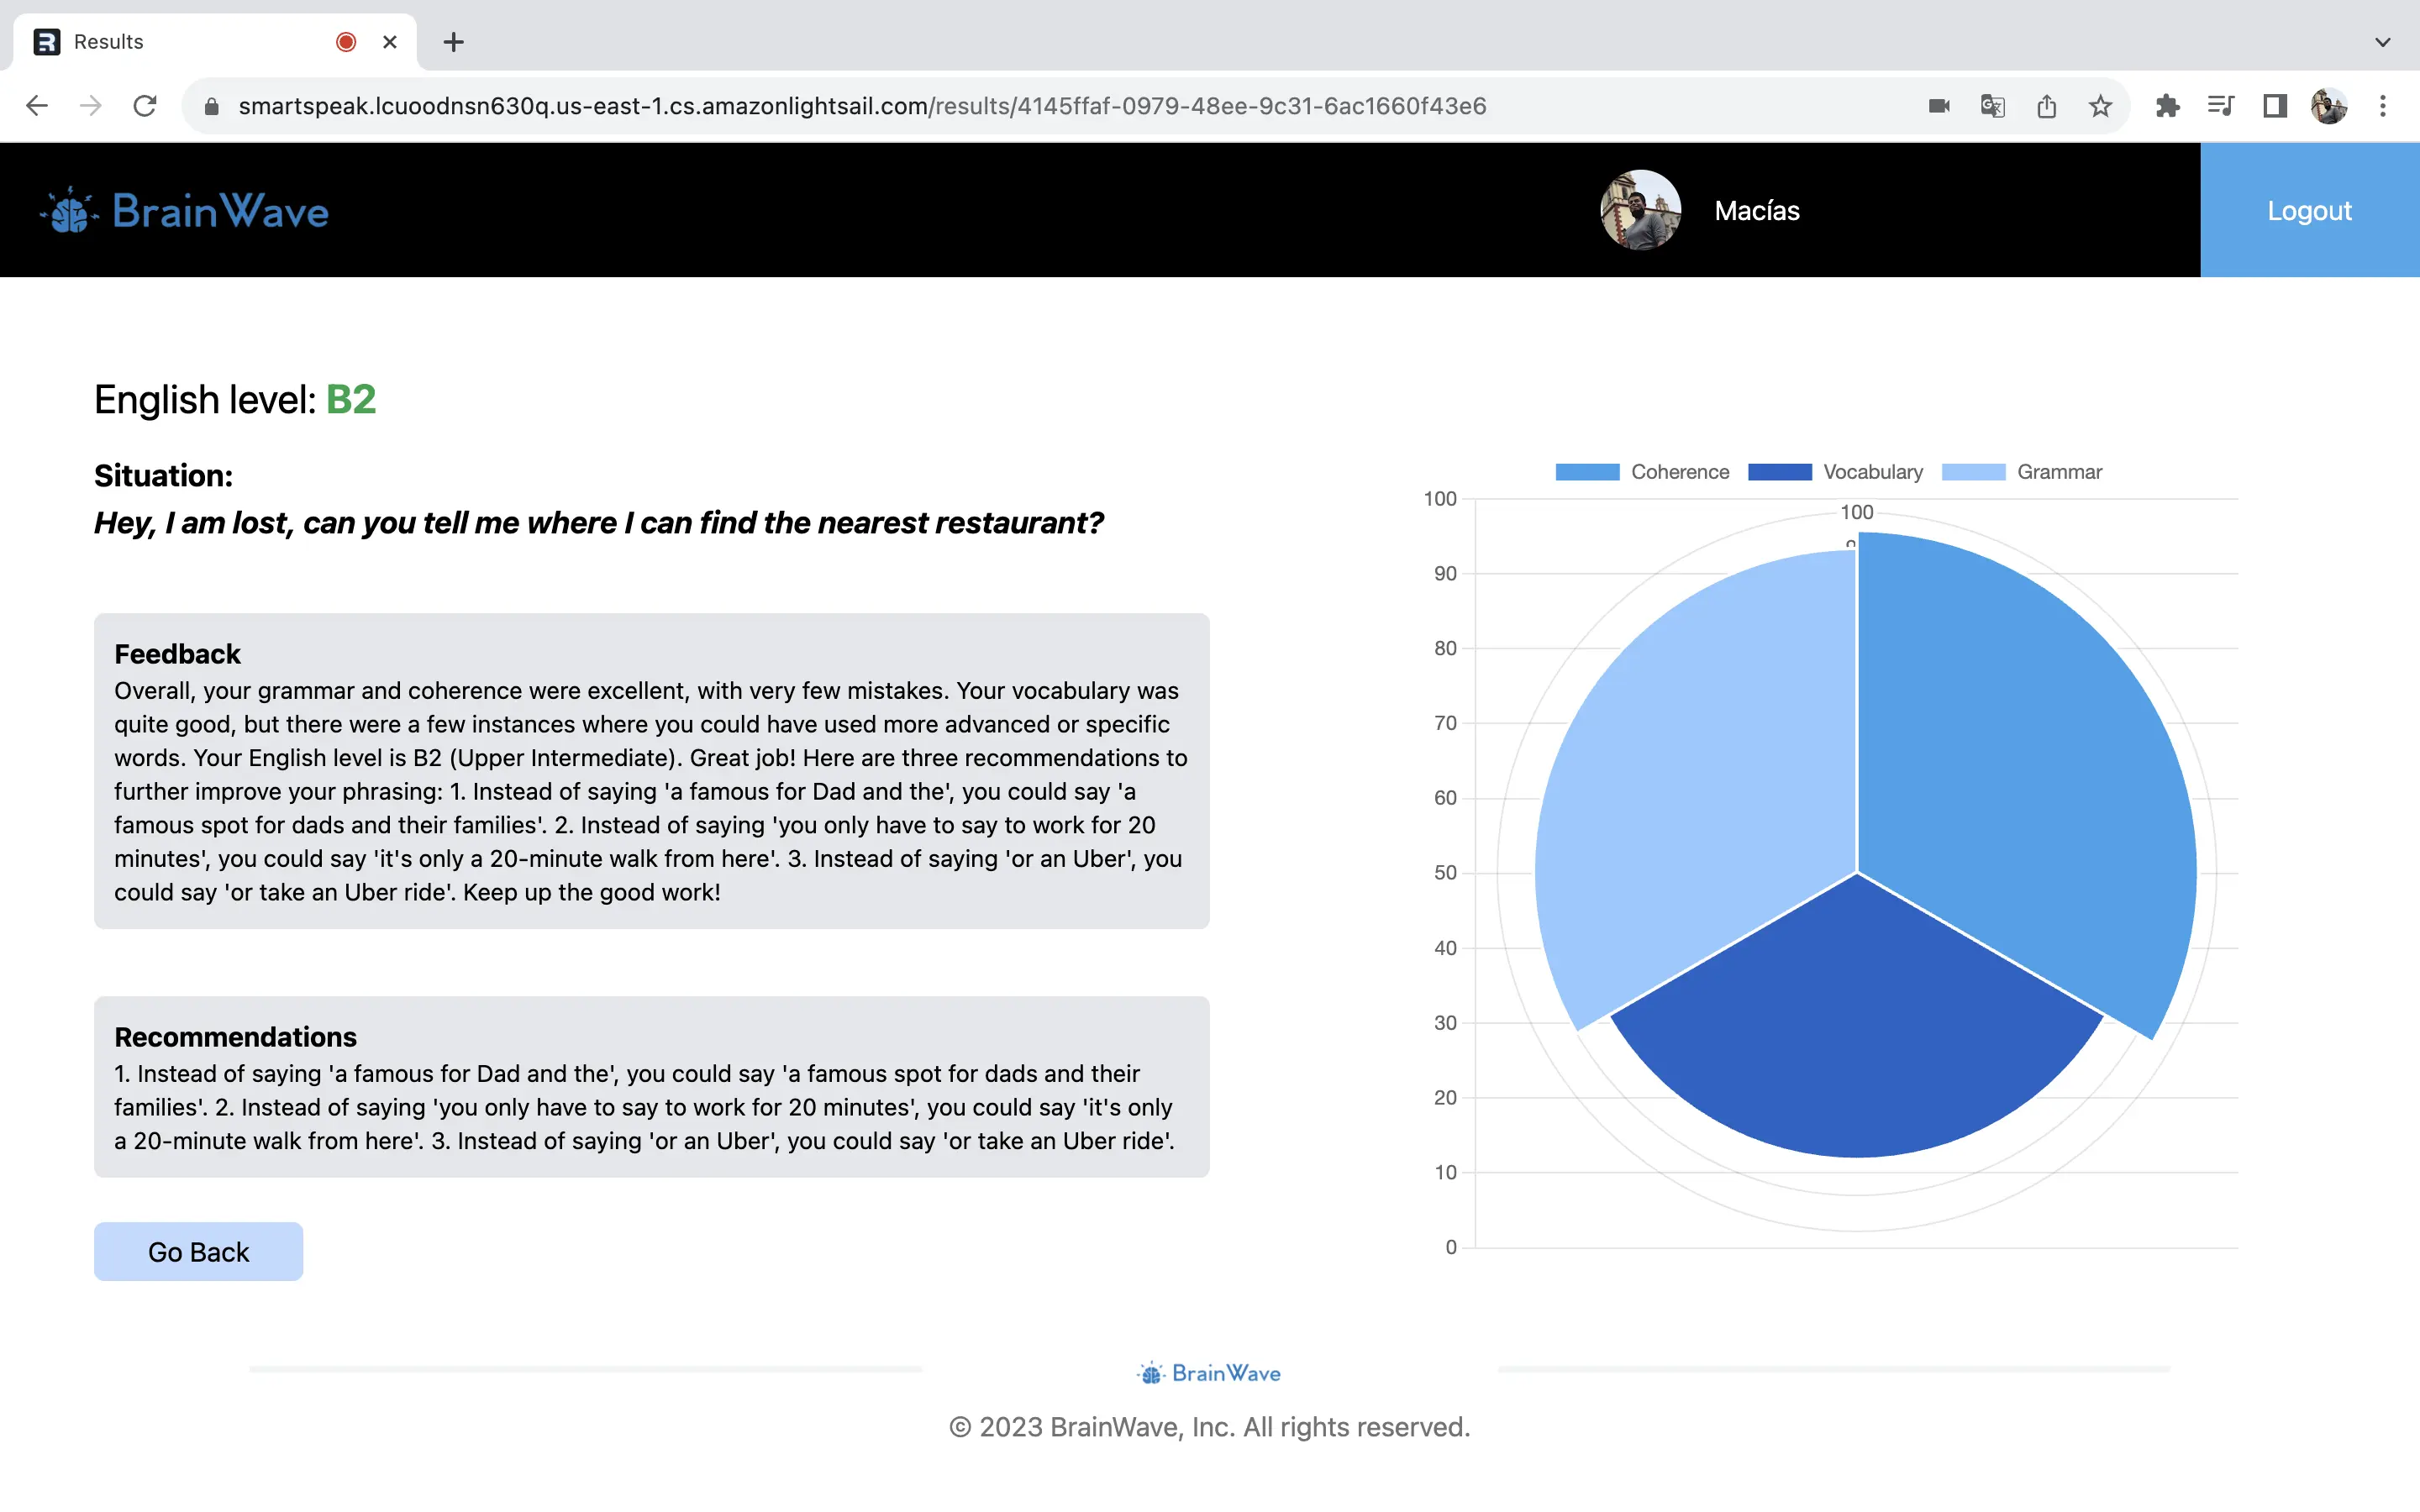 Results
smartspeak.lcuoodnsn630q.us-east-1.cs.amazonlightsail.com/results/4145ffaf-0979-48ee-9c31-6ac1660f43e6
BrainWave
Macías
Logout
English level: B2
Situation:
Hey, I am lost, can you tell me where I can find the nearest restaurant?
Feedback
Overall, your grammar and coherence were excellent, with very few mistakes. Your vocabulary was
quite good, but there were a few instances where you could have used more advanced or specific
words. Your English level is B2 (Upper Intermediate). Great job! Here are three recommendations to
further improve your phrasing: 1. Instead of saying 'a famous for Dad and the', you could say 'a
famous spot for dads and their families'. 2. Instead of saying 'you only have to say to work for 20
minutes', you could say 'it's only a 20-minute walk from here'. 3. Instead of saying 'or an Uber', you
could say 'or take an Uber ride'. Keep up the good work!
Recommendations
1. Instead of saying 'a famous for Dad and the', you could say 'a famous spot for dads and their
families'. 2. Instead of saying 'you only have to say to work for 20 minutes', you could say 'it's only
a 20-minute walk from here'. 3. Instead of saying 'or an Uber', you could say 'or take an Uber ride'.
Go Back
Coherence Vocabulary Grammar
100
100
90
80
70
60
50
40
30
20
10
0
BrainWave
© 2023 BrainWave, Inc. All rights reserved.